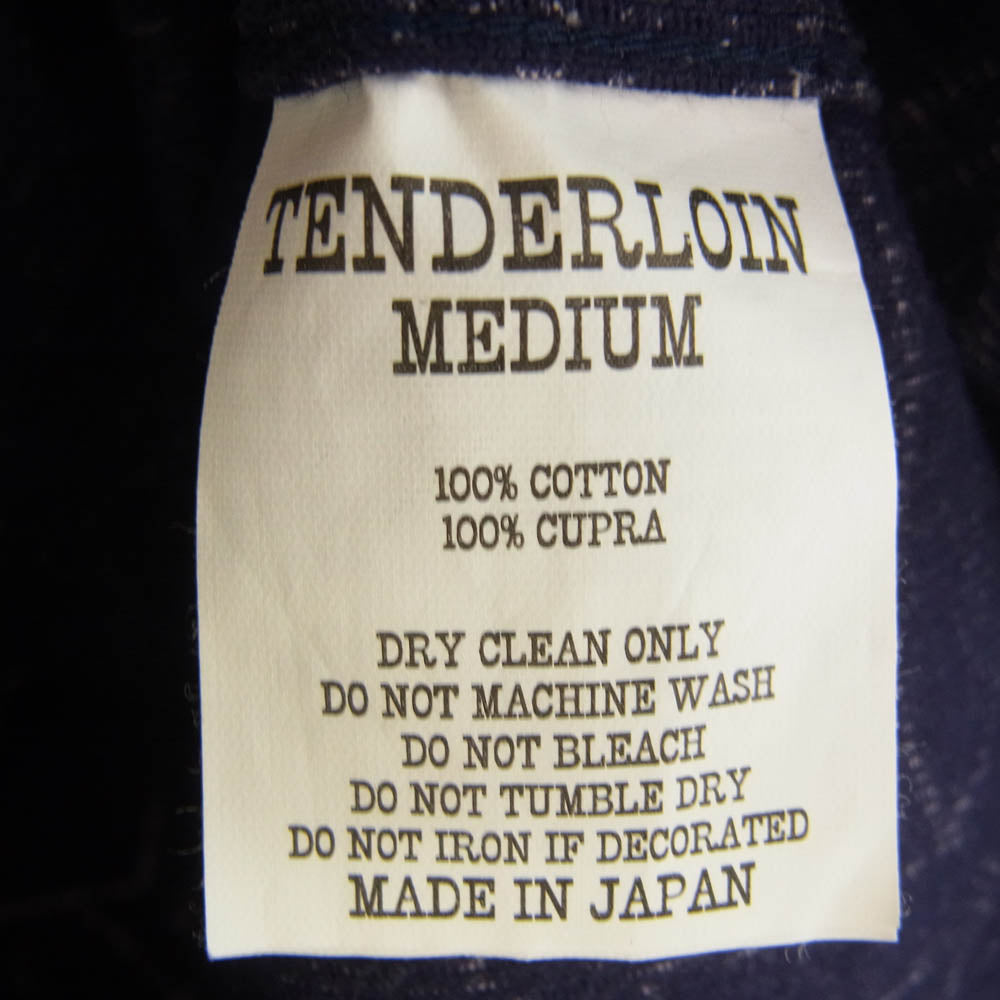 TENDERLOIN
MEDIUM
100% COTTON
100% CUPRA
DRY CLEAN ONLY
DO NOT MACHINE WASH
DO NOT BLEACH
DO NOT TUMBLE DRY
DO NOT IRON IF DECORATED
MADE IN JAPAN